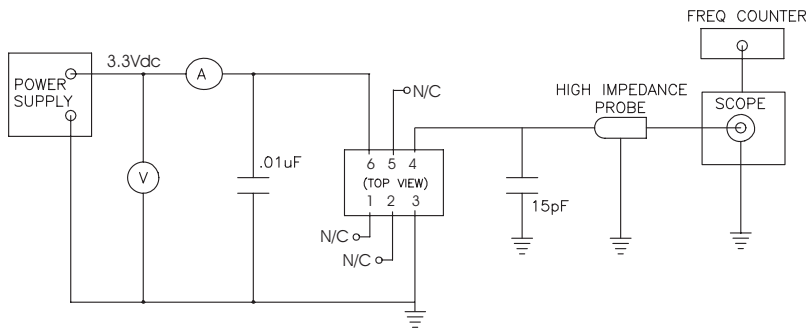 FREQ COUNTER
3.3Vdc
A
POWER
SUPPLY
N/C
HIGH IMPEDANCE
PROBE
SCOPE
V
.01uF
6 5 4
(TOP VIEW)
1 2 3
15pF
N/C
N/C